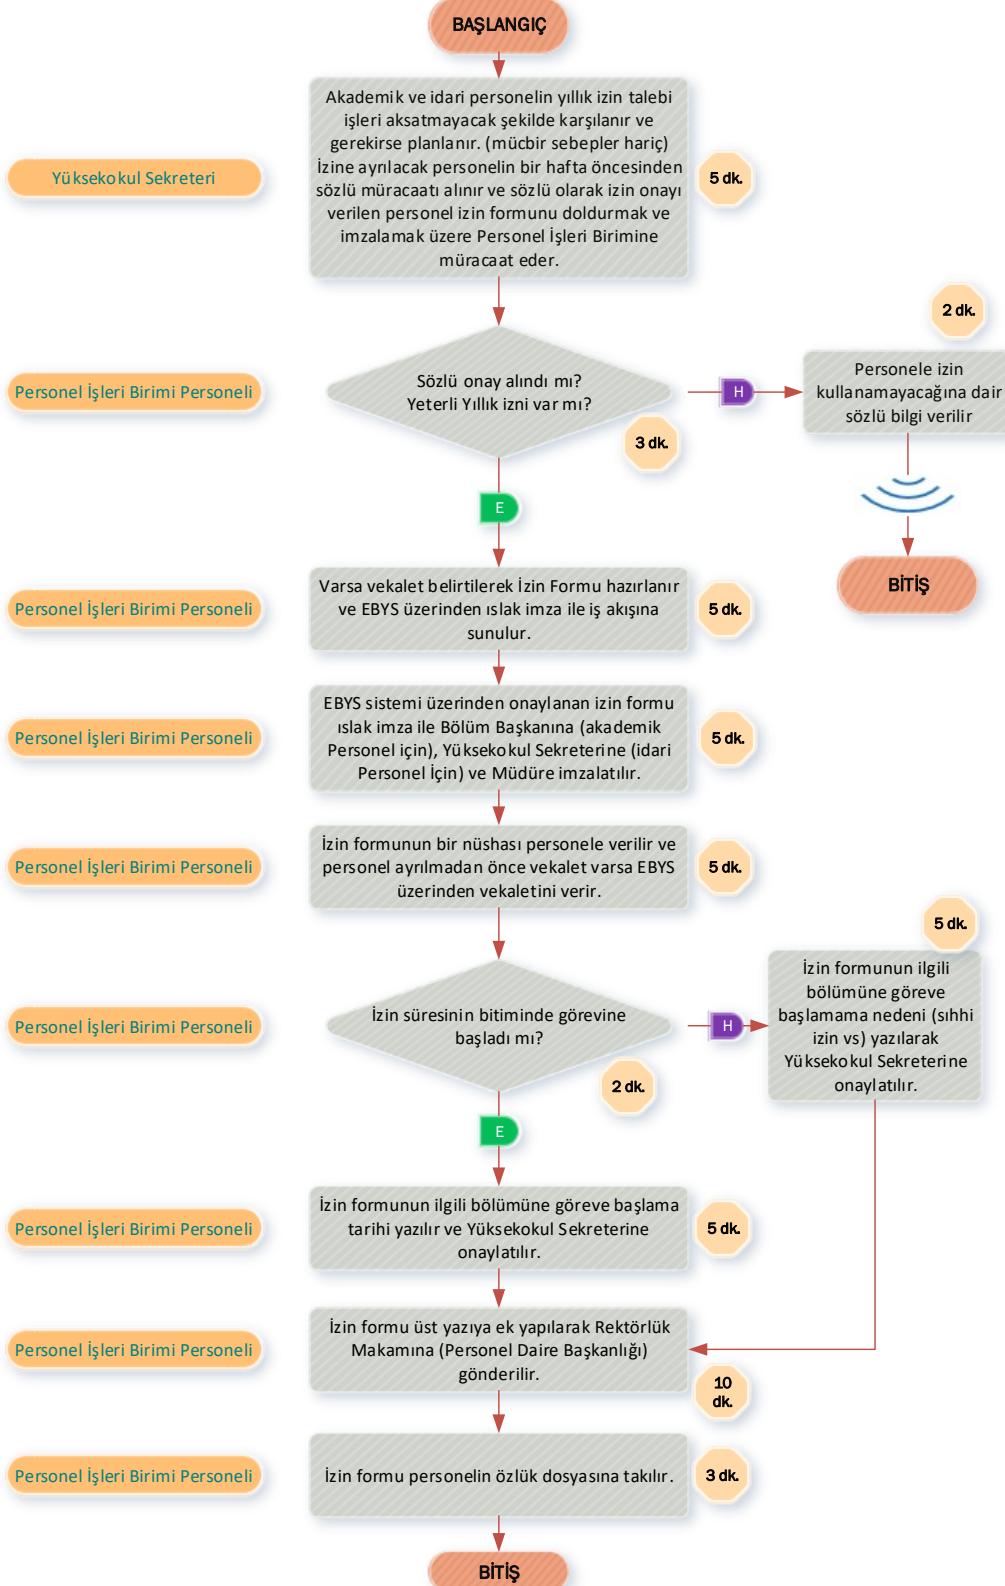 BAŞLANGIÇ
Akademik ve idari personelin yıllık izin talebi
işleri aksatmayacak şekilde karşılanır ve
gerekirse planlanır. (mücbir sebepler hariç)
İzine ayrılacak personelin bir hafta öncesinden
sözlü müracaatı alınır ve sözlü olarak izin onayı
verilen personel izin formunu doldurmak ve
imzalamak üzere Personel İşleri Birimine
müracaat eder.
Yüksekokul Sekreteri
5 dk.
2 dk.
Personel İşleri Birimi Personeli
Sözlü onay alındı mı?
Yeterli Yıllık izni var mı?
H
Personele izin
kullanamayacağına dair
sözlü bilgi verilir
3 dk.
E
BİTİŞ
Personel İşleri Birimi Personeli
Varsa vekalet belirtilerek İzin Formu hazırlanır
ve EBYS üzerinden ıslak imza ile iş akışına
sunulur.
5 dk.
Personel İşleri Birimi Personeli
EBYS sistemi üzerinden onaylanan izin formu
ıslak imza ile Bölüm Başkanına (akademik
Personel için), Yüksekokul Sekreterine (idari
Personel İçin) ve Müdüre imzalatılır.
5 dk.
Personel İşleri Birimi Personeli
İzin formunun bir nüshası personele verilir ve
personel ayrılmadan önce vekalet varsa EBYS
üzerinden vekaletini verir.
5 dk.
5 dk.
Personel İşleri Birimi Personeli
İzin süresinin bitiminde görevine
başladı mı?
H
İzin formunun ilgili
bölümüne göreve
başlamama nedeni (sıhhi
izin vs) yazılarak
Yüksekokul Sekreterine
onaylatılır.
2 dk.
E
Personel İşleri Birimi Personeli
İzin formunun ilgili bölümüne göreve başlama
tarihi yazılır ve Yüksekokul Sekreterine
onaylatılır.
5 dk.
Personel İşleri Birimi Personeli
İzin formu üst yazıya ek yapılarak Rektörlük
Makamına (Personel Daire Başkanlığı)
gönderilir.
10
dk.
Personel İşleri Birimi Personeli
İzin formu personelin özlük dosyasına takılır.
3 dk.
BİTİŞ